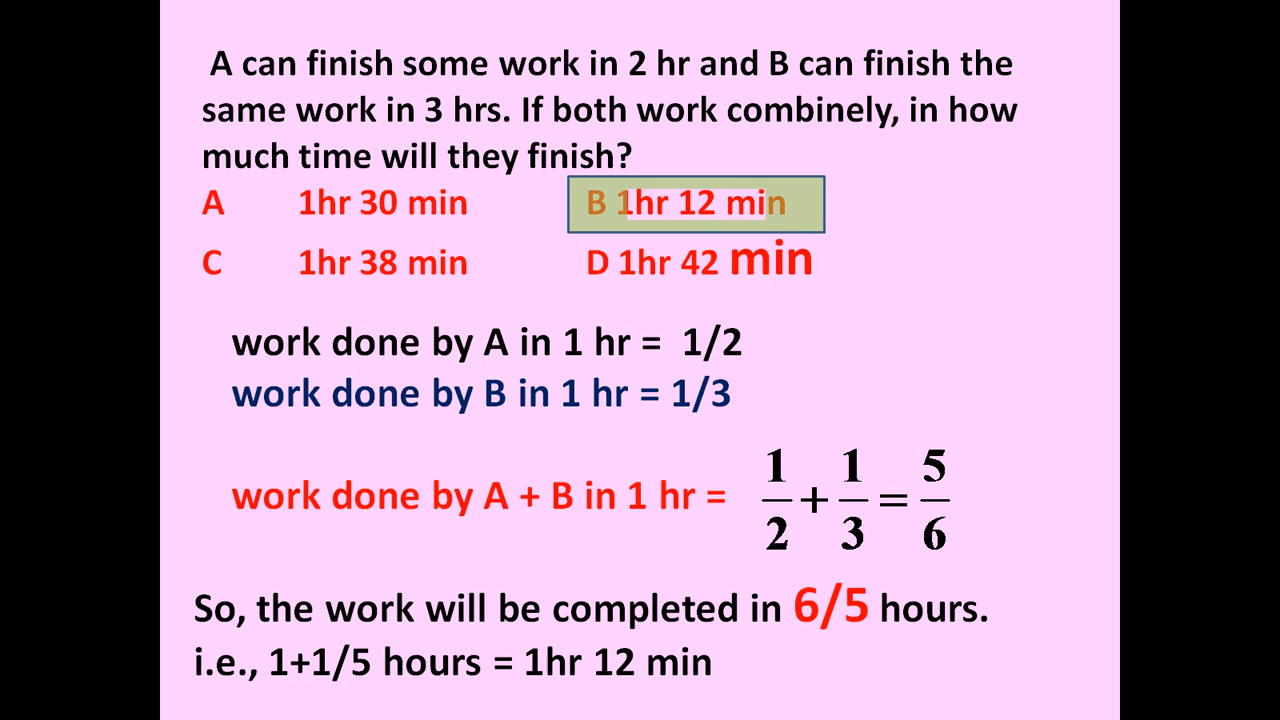 A can finish some work in 2 hr and B can finish the
same work in 3 hrs. If both work combinely, in how
much time will they finish?
A 1hr 30 min B 1hr 12 min
C 1hr 38 min D 1hr 42 min
work done by A in 1 hr = 1/2
work done by B in 1 hr = 1/3
work done by A + B in 1 hr = 1/2 + 1/3 = 5/6
So, the work will be completed in 6/5 hours.
i.e., 1+1/5 hours = 1hr 12 min